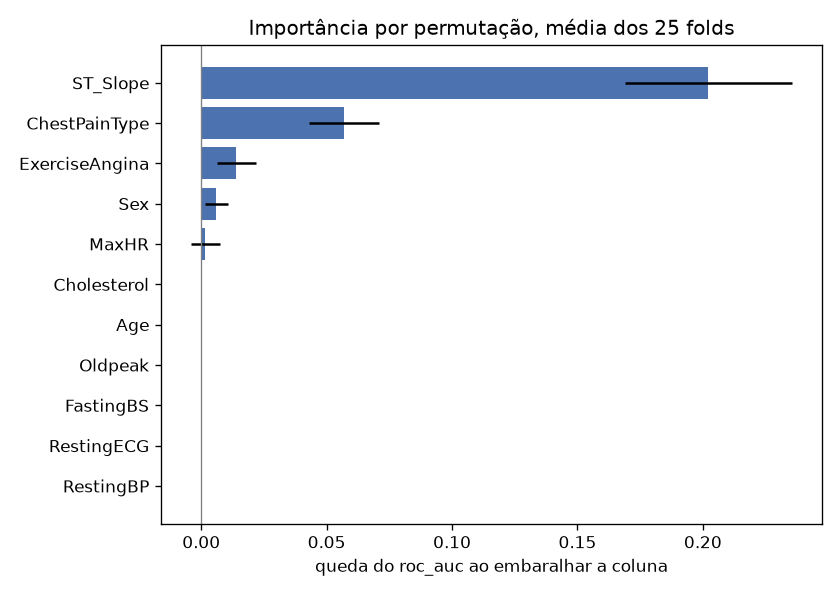 Importância por permutação, média dos 25 folds
ST_Slope
ChestPainType
ExerciseAngina
Sex
MaxHR
Cholesterol
Age
Oldpeak
FastingBS
RestingECG
RestingBP
0.00 0.05 0.10 0.15 0.20
queda do roc_auc ao embaralhar a coluna